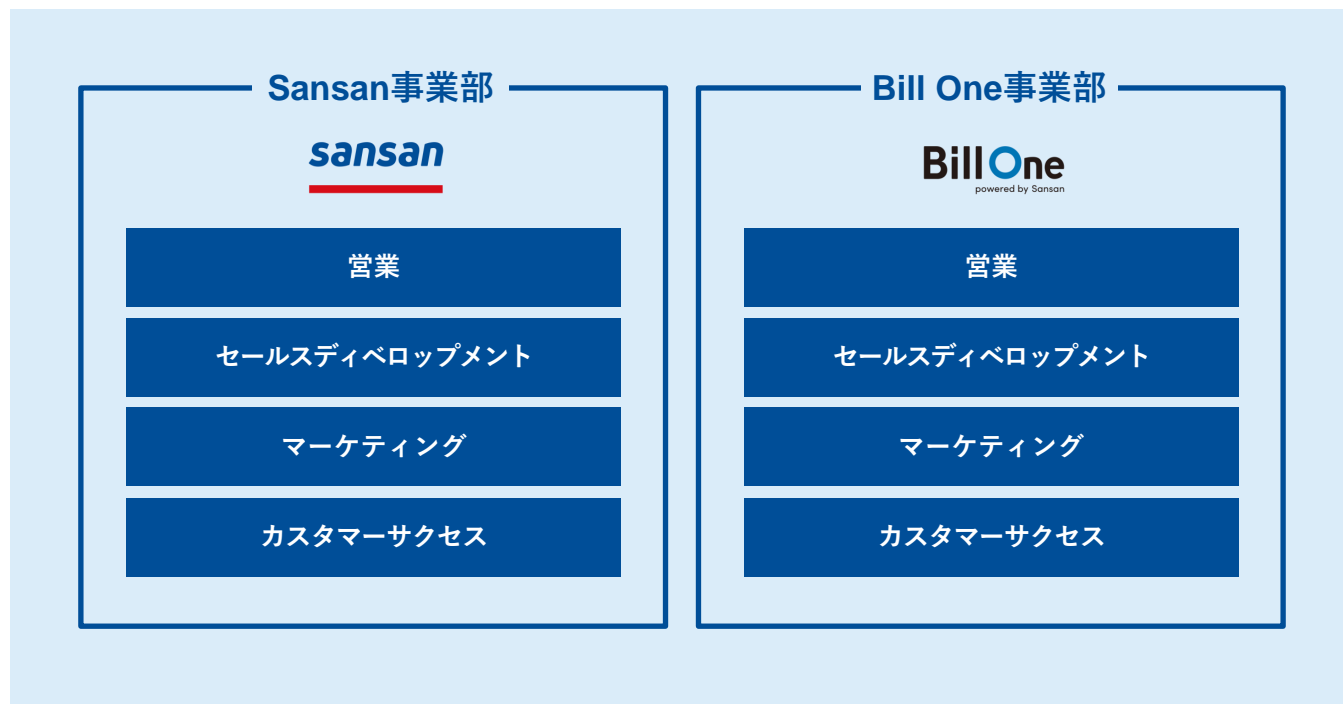 Sansan事業部
sansan
営業
セールスディベロップメント
マーケティング
カスタマーサクセス
Bill One事業部
Bill One
powered by Sansan
営業
セールスディベロップメント
マーケティング
カスタマーサクセス